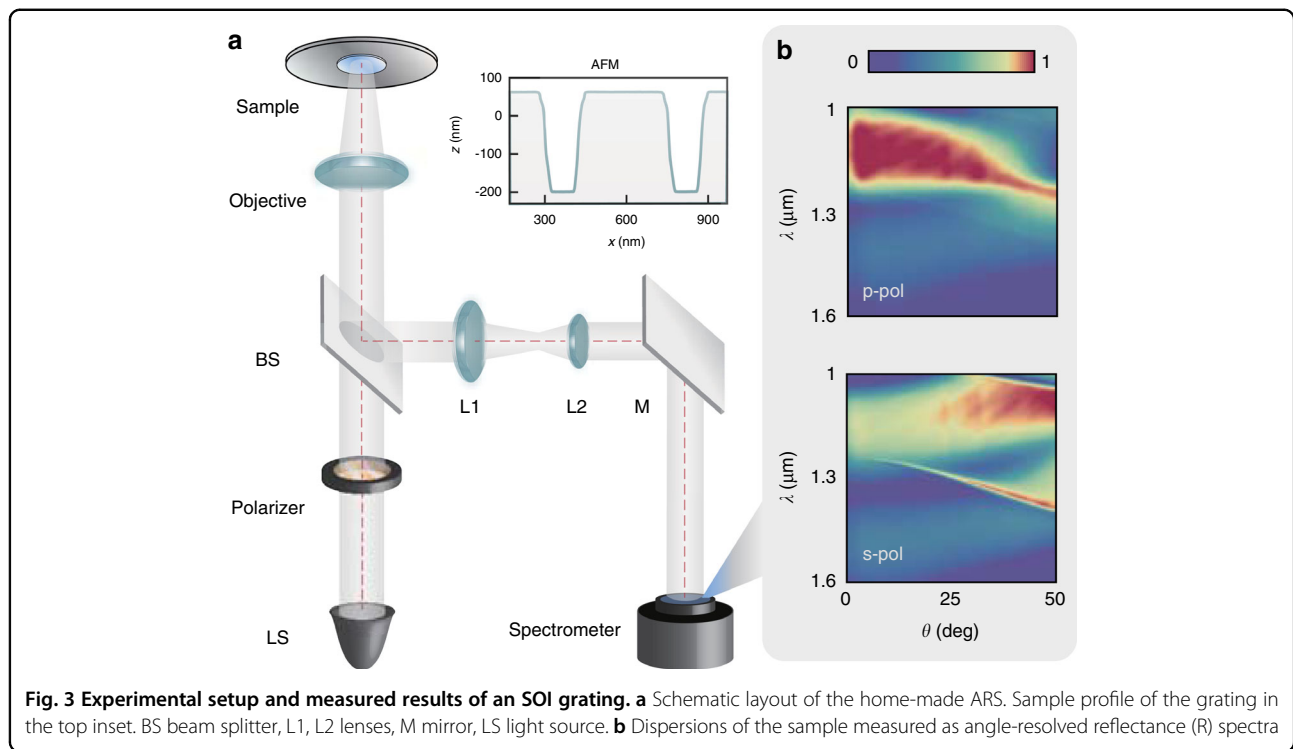 a
Sample
Objective
BS
Polarizer
LS
L1
L2
M
Spectrometer
AFM
100
0
-100
-200
z (nm)
300
600
900
x (nm)
b
0
1
1
1.3
1.6
λ (μm)
p-pol
1
1.3
1.6
λ (μm)
s-pol
0
25
50
θ (deg)
Fig. 3 Experimental setup and measured results of an SOI grating. a Schematic layout of the home-made ARS. Sample profile of the grating in
the top inset. BS beam splitter, L1, L2 lenses, M mirror, LS light source. b Dispersions of the sample measured as angle-resolved reflectance (R) spectra